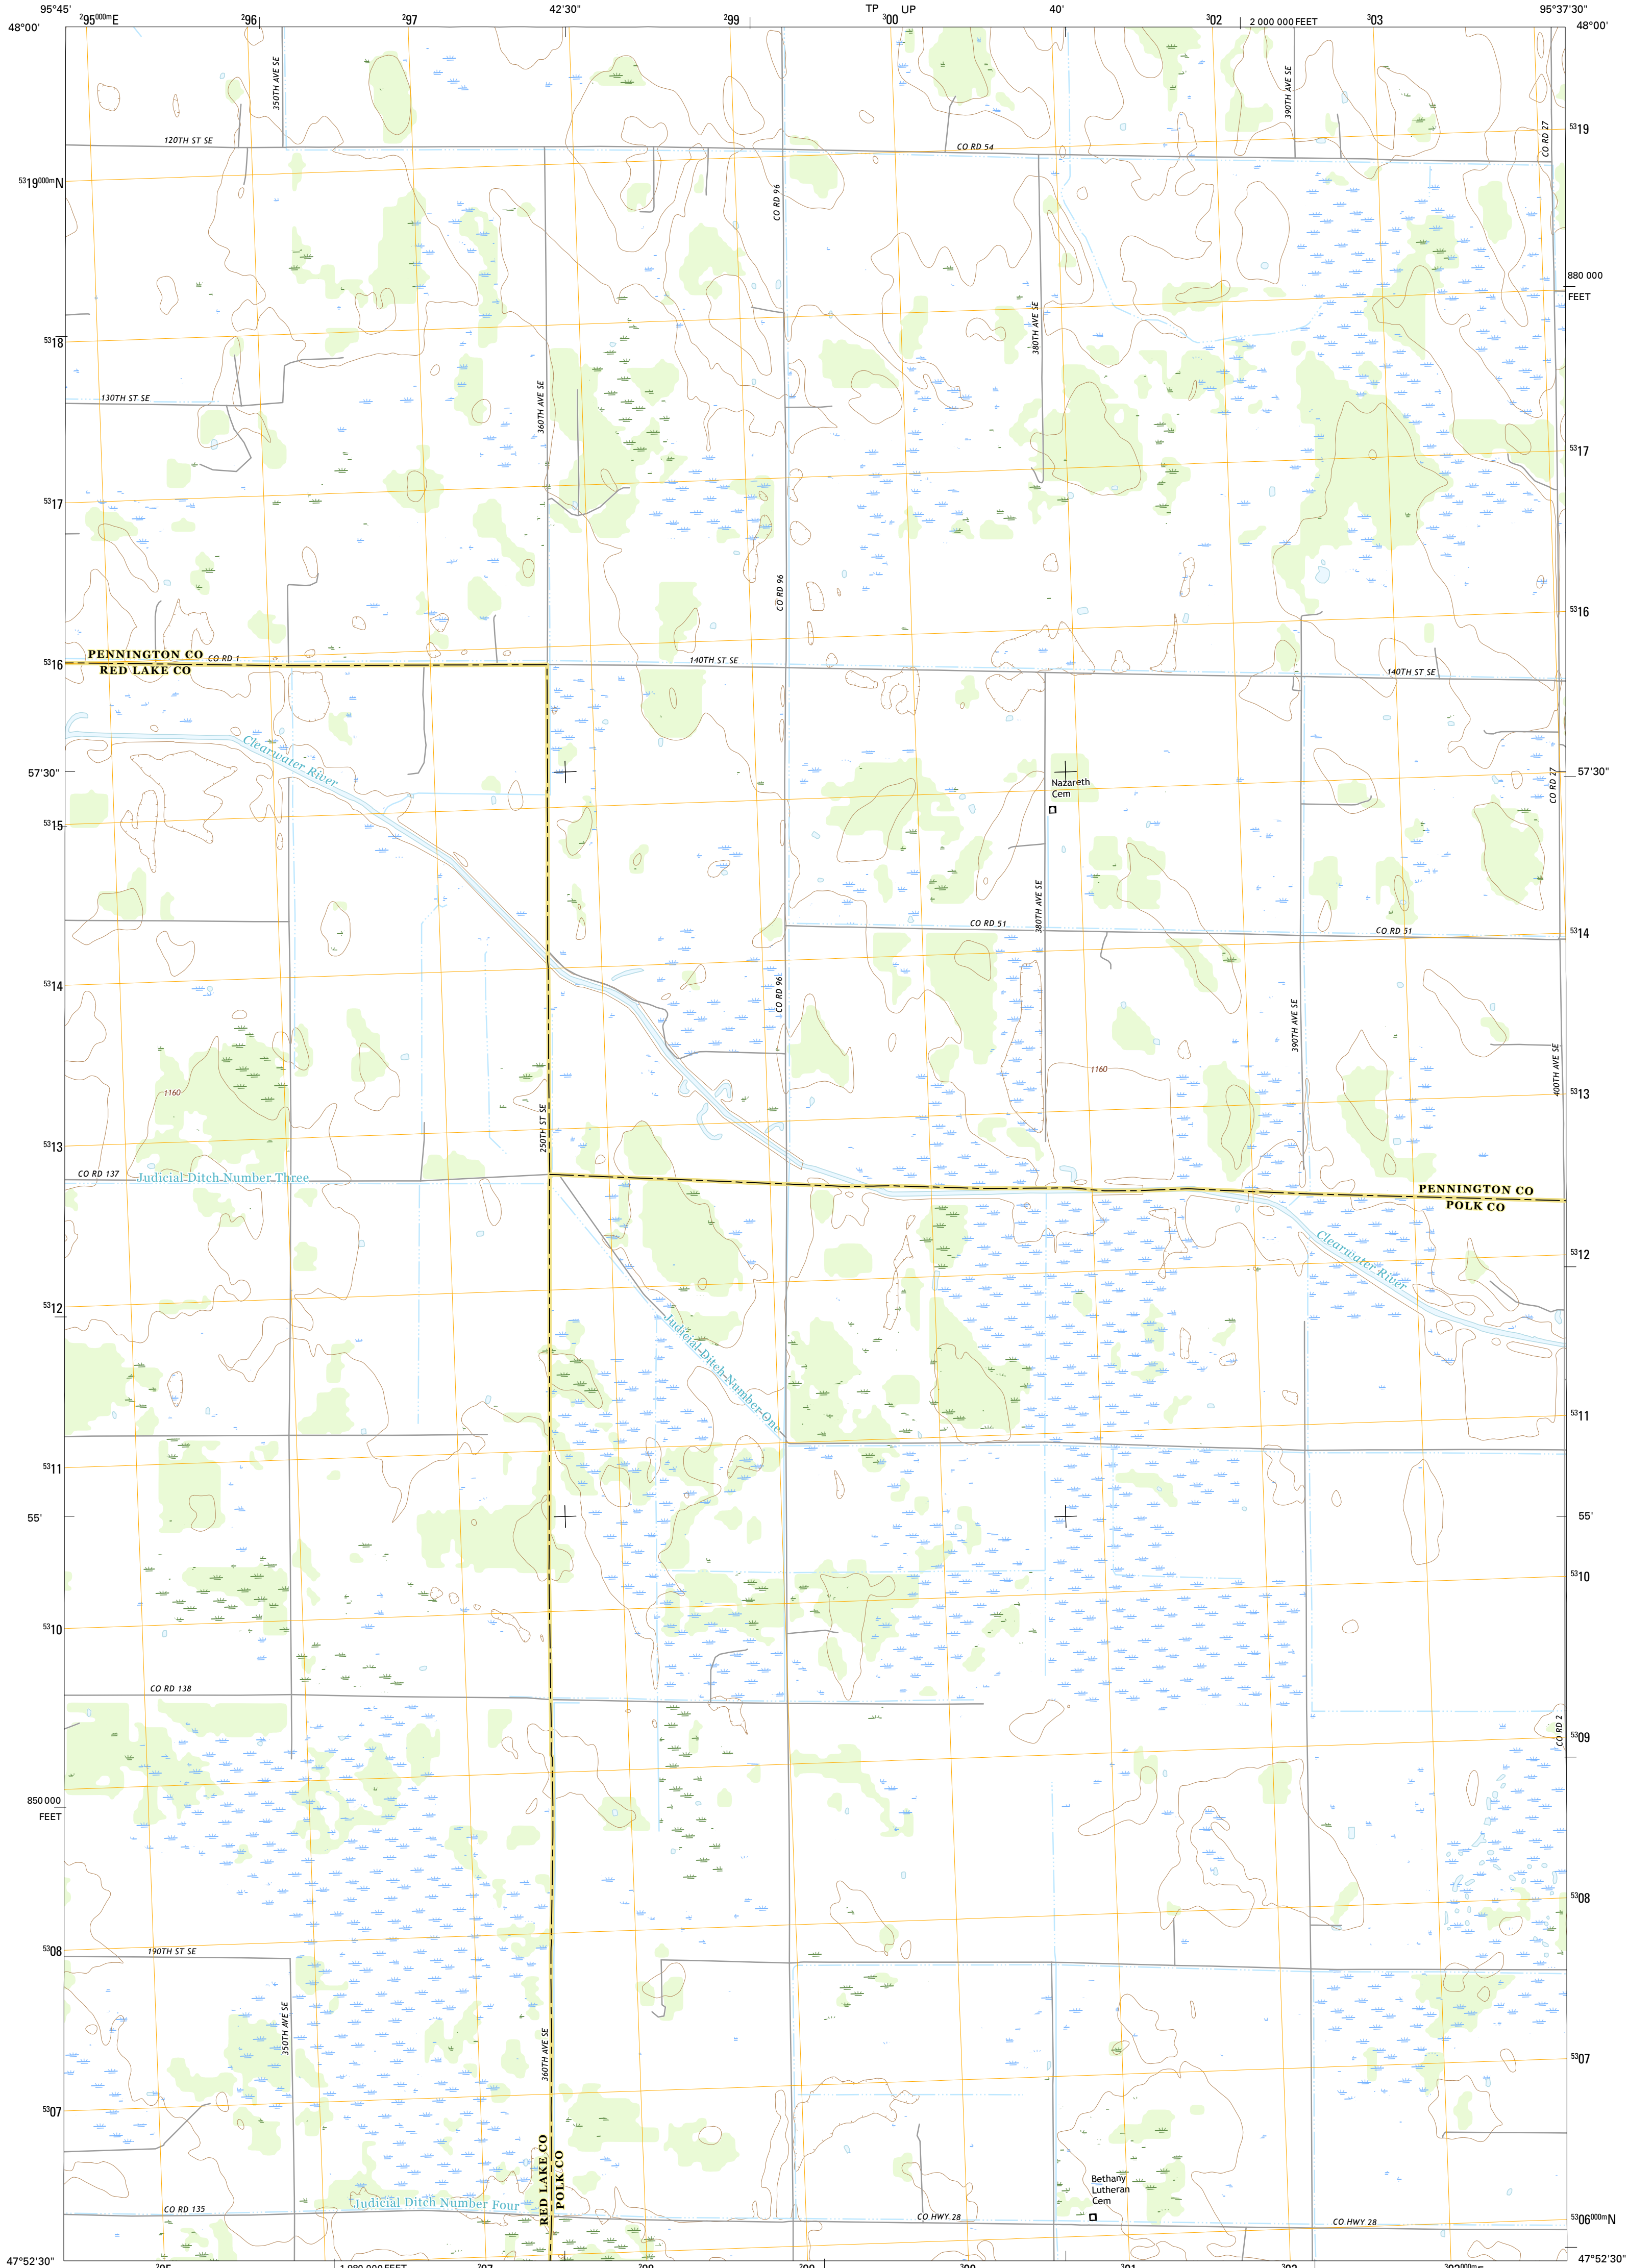 95°45' 42'30" TP UP 40' 95°37'30"
²95⁰⁰⁰ᵐE ²96 ²97 ²99 ³00 ³02 2 000 000 FEET ³03
48°00' 48°00'
350TH AVE SE
390TH AVE SE
CO RD 27
⁵³19
120TH ST SE
CO RD 54
⁵³19⁰⁰⁰ᵐN
CO RD 96
880 000
FEET
380TH AVE SE
⁵³18
360TH AVE SE
130TH ST SE
⁵³17
⁵³17
CO RD 96
⁵³16
PENNINGTON CO
CO RD 1
140TH ST SE
⁵³16
RED LAKE CO
140TH ST SE
Clearwater River
57'30"
57'30"
Nazareth
Cem
CO RD 27
⁵³15
380TH AVE SE
CO RD 51
CO RD 51
⁵³14
⁵³14
CO RD 96
390TH AVE SE
400TH AVE SE
1160
1160
⁵³13
250TH ST SE
⁵³13
CO RD 137
Judicial Ditch Number Three
PENNINGTON CO
POLK CO
Clearwater River
⁵³12
⁵³12
Judicial Ditch Number One
⁵³11
⁵³11
55'
55'
⁵³10
⁵³10
CO RD 138
CO RD 2
⁵³09
850 000
FEET
⁵³08
⁵³08
190TH ST SE
350TH AVE SE
360TH AVE SE
⁵³07
⁵³07
RED LAKE CO
POLK CO
Bethany
Lutheran
Cem
Judicial Ditch Number Four
CO RD 135
CO HWY 28
CO HWY 28
⁵³06⁰⁰⁰ᵐN
47°52'30"
47°52'30"
1 980 000 FEET